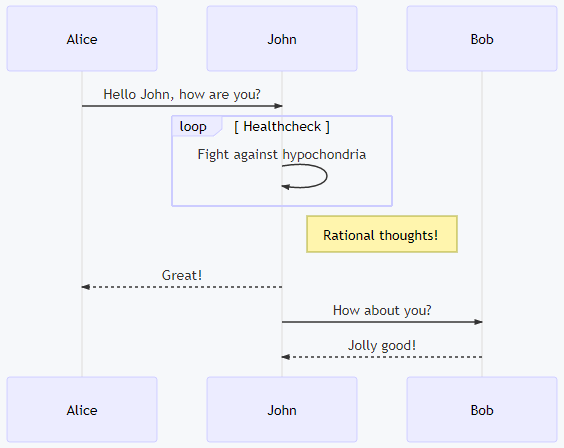 Alice
John
Bob
Hello John, how are you?
loop
[ Healthcheck ]
Fight against hypochondria
Rational thoughts!
Great!
How about you?
Jolly good!
Alice
John
Bob